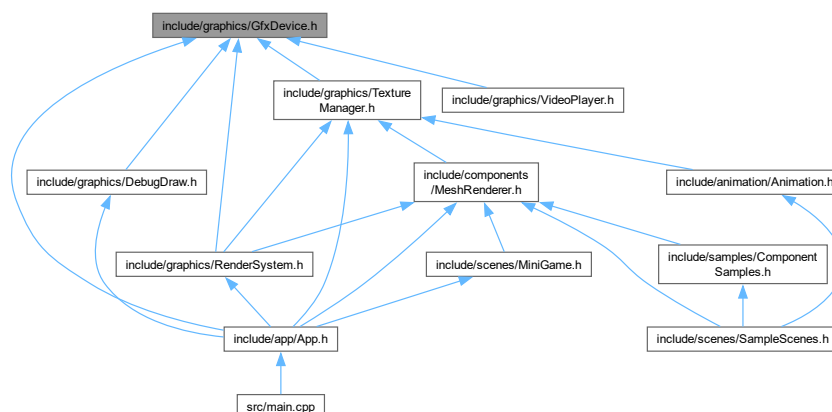 include/graphics/GfxDevice.h
include/graphics/Texture
Manager.h
include/graphics/VideoPlayer.h
include/graphics/DebugDraw.h
include/components
/MeshRenderer.h
include/animation/Animation.h
include/graphics/RenderSystem.h
include/scenes/MiniGame.h
include/samples/Component
Samples.h
include/app/App.h
include/scenes/SampleScenes.h
src/main.cpp